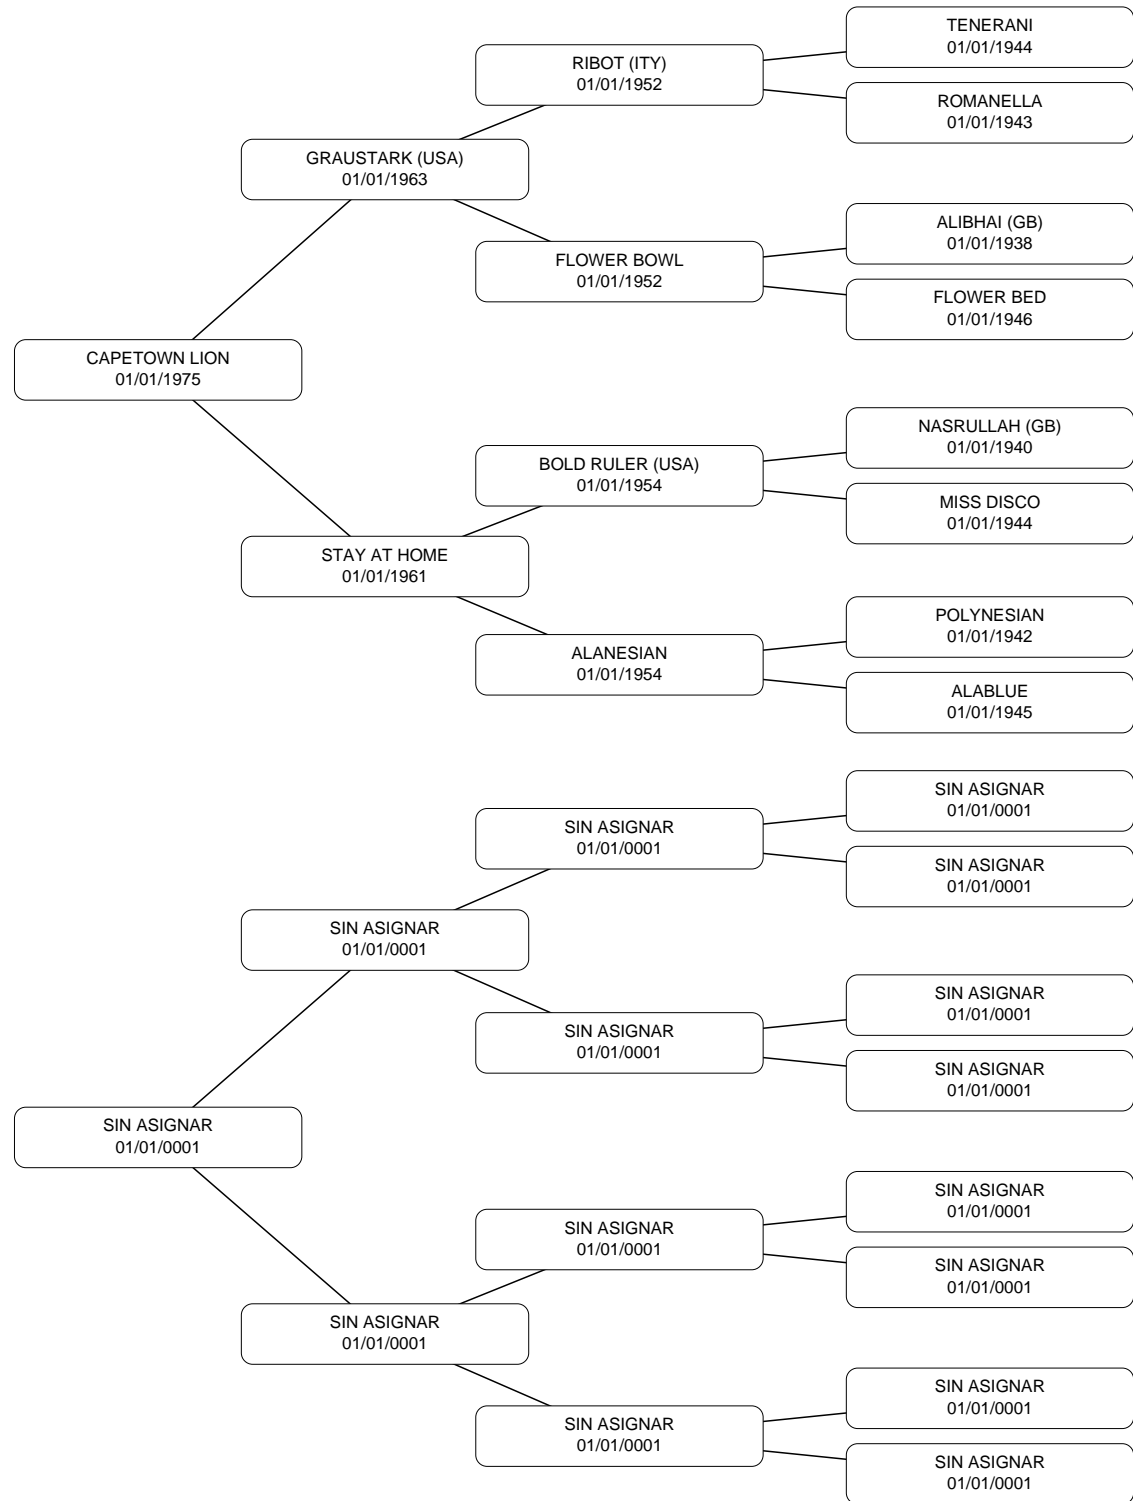 TENERANI
01/01/1944
RIBOT (ITY)
01/01/1952
ROMANELLA
01/01/1943
GRAUSTARK (USA)
01/01/1963
ALIBHAI (GB)
01/01/1938
FLOWER BOWL
01/01/1952
FLOWER BED
01/01/1946
CAPETOWN LION
01/01/1975
NASRULLAH (GB)
01/01/1940
BOLD RULER (USA)
01/01/1954
MISS DISCO
01/01/1944
STAY AT HOME
01/01/1961
POLYNESIAN
01/01/1942
ALANESIAN
01/01/1954
ALABLUE
01/01/1945
SIN ASIGNAR
01/01/0001
SIN ASIGNAR
01/01/0001
SIN ASIGNAR
01/01/0001
SIN ASIGNAR
01/01/0001
SIN ASIGNAR
01/01/0001
SIN ASIGNAR
01/01/0001
SIN ASIGNAR
01/01/0001
SIN ASIGNAR
01/01/0001
SIN ASIGNAR
01/01/0001
SIN ASIGNAR
01/01/0001
SIN ASIGNAR
01/01/0001
SIN ASIGNAR
01/01/0001
SIN ASIGNAR
01/01/0001
SIN ASIGNAR
01/01/0001
SIN ASIGNAR
01/01/0001